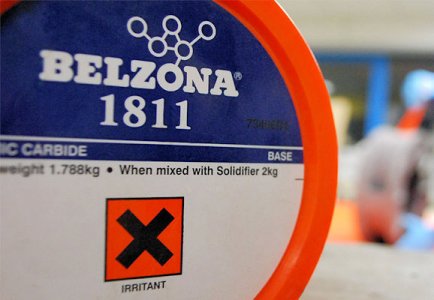 BELZONA®
1811
IC CARBIDE BASE
weight 1.788kg • When mixed with Solidifier 2kg
IRRITANT